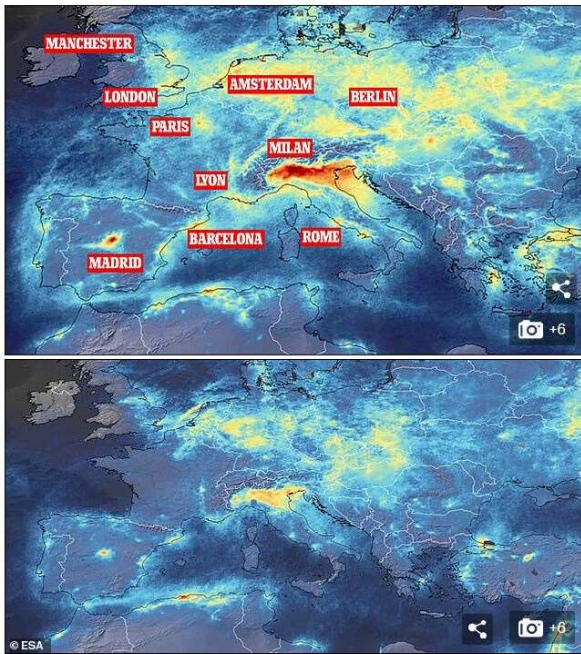 MANCHESTER
LONDON
AMSTERDAM
BERLIN
PARIS
MILAN
LYON
BARCELONA
ROME
MADRID
+6
+6
© ESA